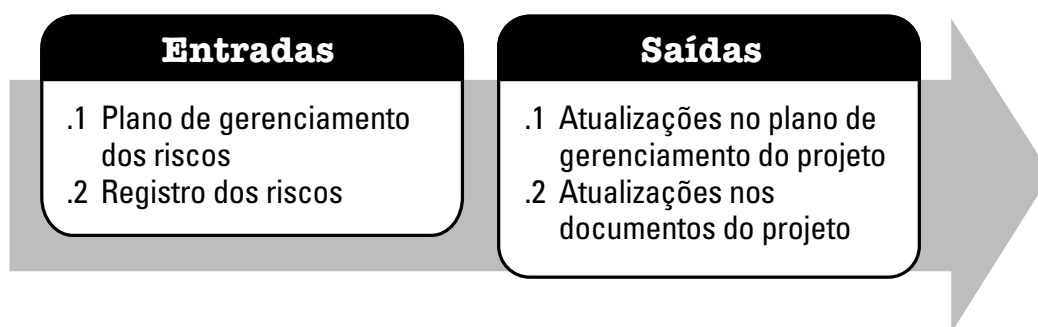 Entradas
.1 Plano de gerenciamento
dos riscos
.2 Registro dos riscos
Saídas
.1 Atualizações no plano de
gerenciamento do projeto
.2 Atualizações nos
documentos do projeto